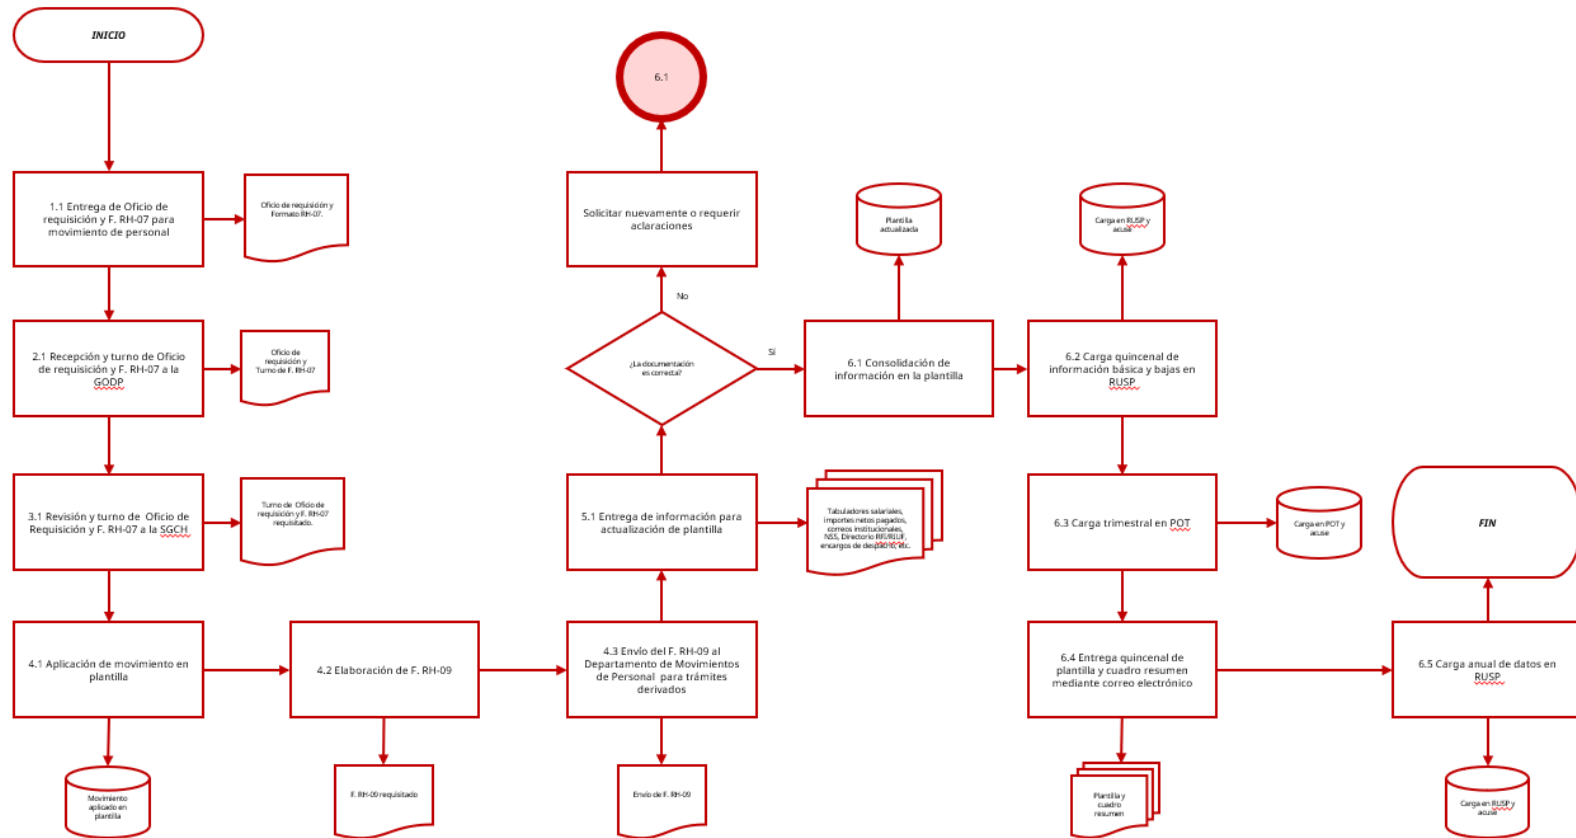 INICIO
1.1 Entrega de Oficio de
requisición y F. RH-07 para
movimiento de personal
Oficio de requisición y
Formato RH-07.
2.1 Recepción y turno de Oficio
de requisición y F. RH-07 a la
GODP
Oficio de
requisición y
Turno de F. RH-07
3.1 Revisión y turno de Oficio de
Requisición y F. RH-07 a la SGCH
Turno de Oficio de
requisición y F. RH-07
requisitado.
4.1 Aplicación de movimiento en
plantilla
Movimiento
aplicado en
plantilla
4.2 Elaboración de F. RH-09
F. RH-09 requisitado
4.3 Envío del F. RH-09 al
Departamento de Movimientos
de Personal para trámites
derivados
Envío de F. RH-09
5.1 Entrega de información para
actualización de plantilla
Tabuladores salariales,
importes netos pagados,
correos institucionales,
NSS, Directorio
encargos de despacho, etc.
¿La documentación
es correcta?
No
Solicitar nuevamente o requerir
aclaraciones
6.1
Sí
6.1 Consolidación de
información en la plantilla
Plantilla
actualizada
6.2 Carga quincenal de
información básica y bajas en
RUSP
Carga en RUSP y
acuse
6.3 Carga trimestral en POT
Carga en POT y
acuse
6.4 Entrega quincenal de
plantilla y cuadro resumen
mediante correo electrónico
Plantilla y
cuadro
resumen
6.5 Carga anual de datos en
RUSP
Carga en RUSP y
acuse
FIN